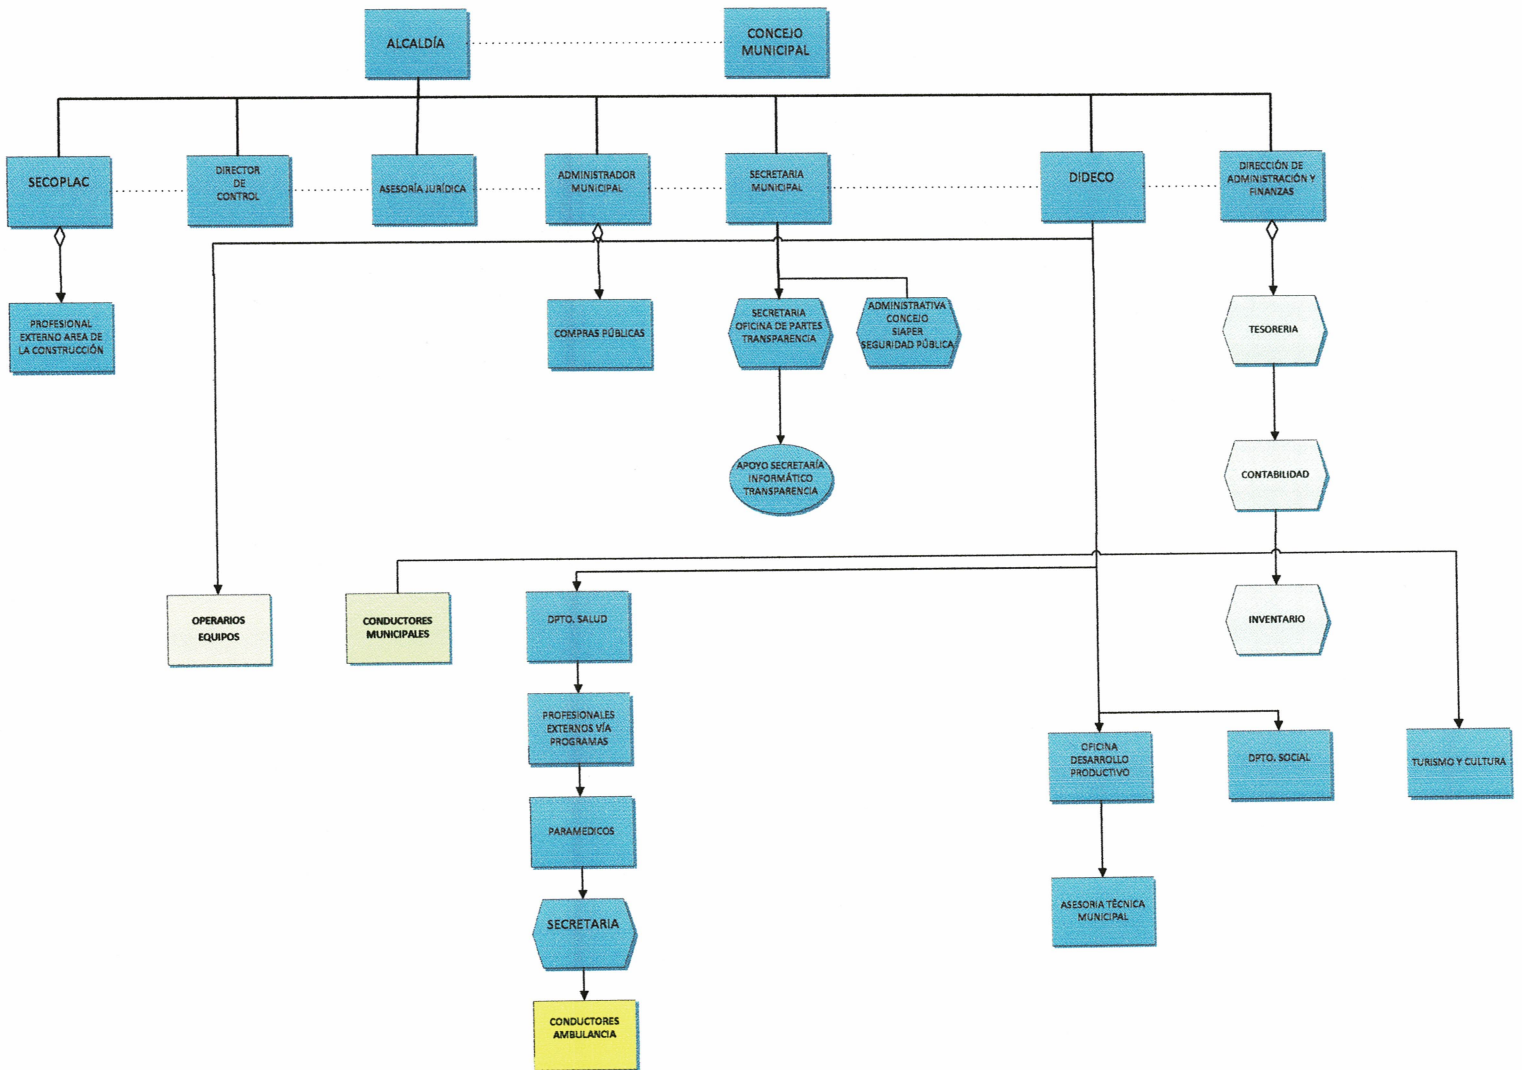 ALCALDÍA
CONCEJO
MUNICIPAL
SECOPLAC
DIRECTOR
DE
CONTROL
ASESORÍA JURÍDICA
ADMINISTRADOR
MUNICIPAL
SECRETARIA
MUNICIPAL
DIDECO
DIRECCIÓN DE
ADMINISTRACIÓN Y
FINANZAS
PROFESIONAL
EXTERNO AREA DE
LA CONSTRUCCIÓN
COMPRAS PÚBLICAS
SECRETARIA
OFICINA DE PARTES
TRANSPARENCIA
ADMINISTRATIVA
CONCEJO
SIAPER
SEGURIDAD PÚBLICA
TESORERIA
APOYO SECRETARÍA
INFORMÁTICO
TRANSPARENCIA
CONTABILIDAD
OPERARIOS
EQUIPOS
CONDUCTORES
MUNICIPALES
DPTO. SALUD
INVENTARIO
PROFESIONALES
EXTERNOS VÍA
PROGRAMAS
OFICINA
DESARROLLO
PRODUCTIVO
DPTO. SOCIAL
TURISMO Y CULTURA
PARAMEDICOS
ASESORIA TÉCNICA
MUNICIPAL
SECRETARIA
CONDUCTORES
AMBULANCIA